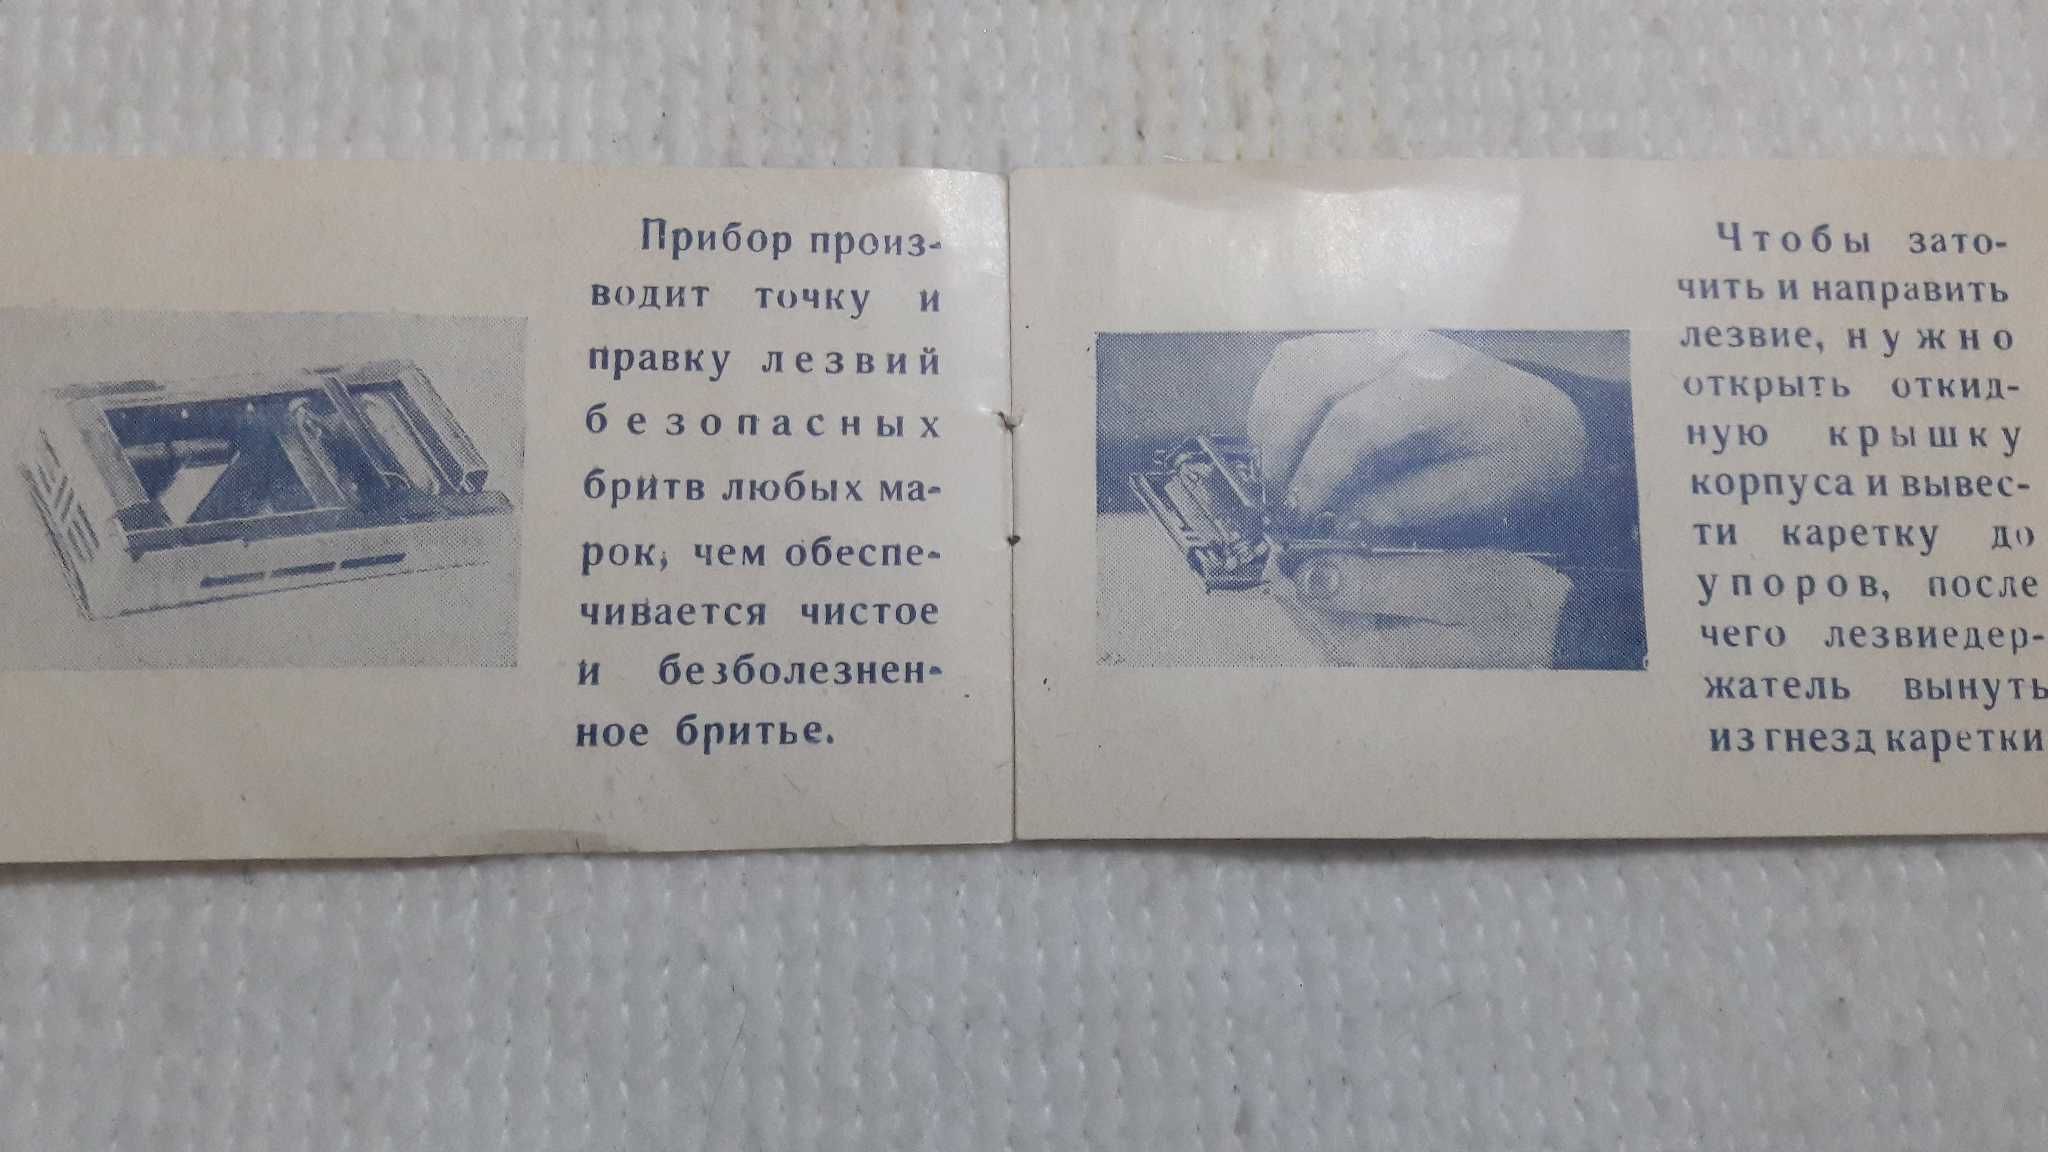 Прибор произ-
водит точку и
правку лезвий
безопасных
бритв любых ма-
рок, чем обеспе-
чивается чистое
и безболезнен-
ное бритье.
Чтобы зато-
чить и направить
лезвие, нужно
открыть откид-
ную крышку
корпуса и вывес-
ти каретку до
упоров, после
чего лезвиедер-
жатель вынуть
из гнезд каретки